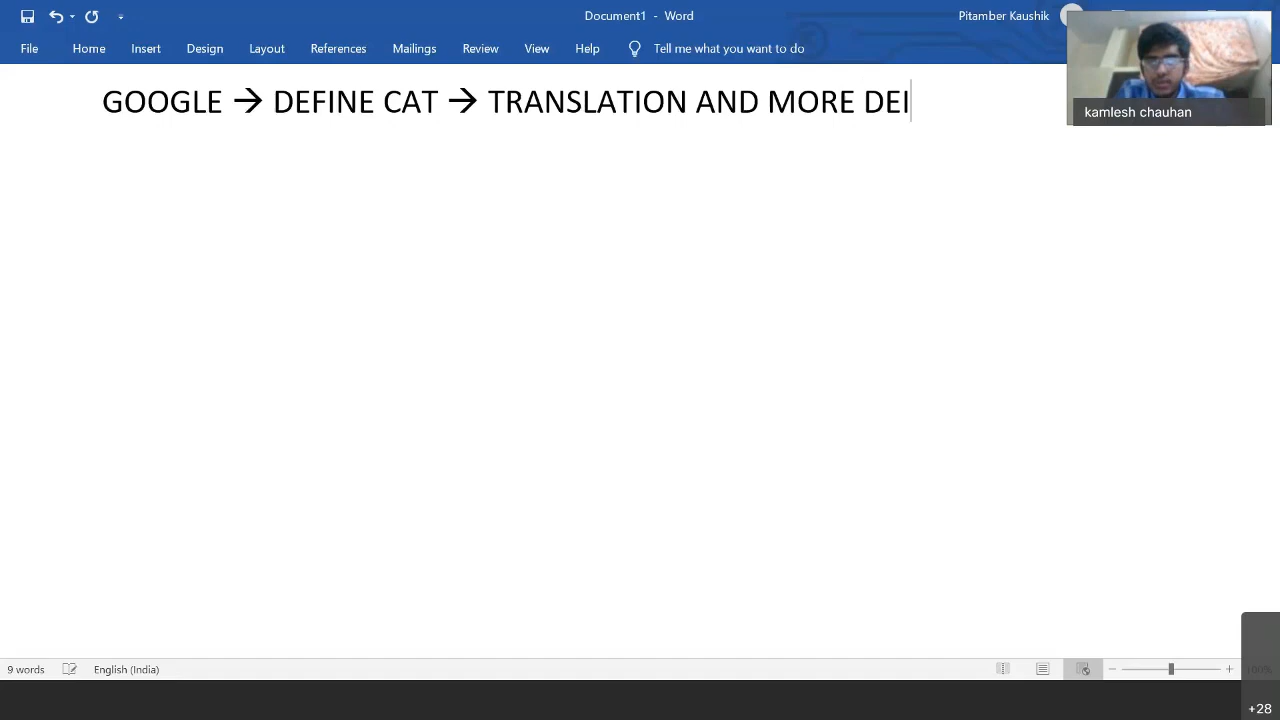 Document1 - Word
Pitamber Kaushik
File Home Insert Design Layout References Mailings Review View Help Tell me what you want to do
kamlesh chauhan
GOOGLE → DEFINE CAT → TRANSLATION AND MORE DEI
9 words English (India)
100%
+28